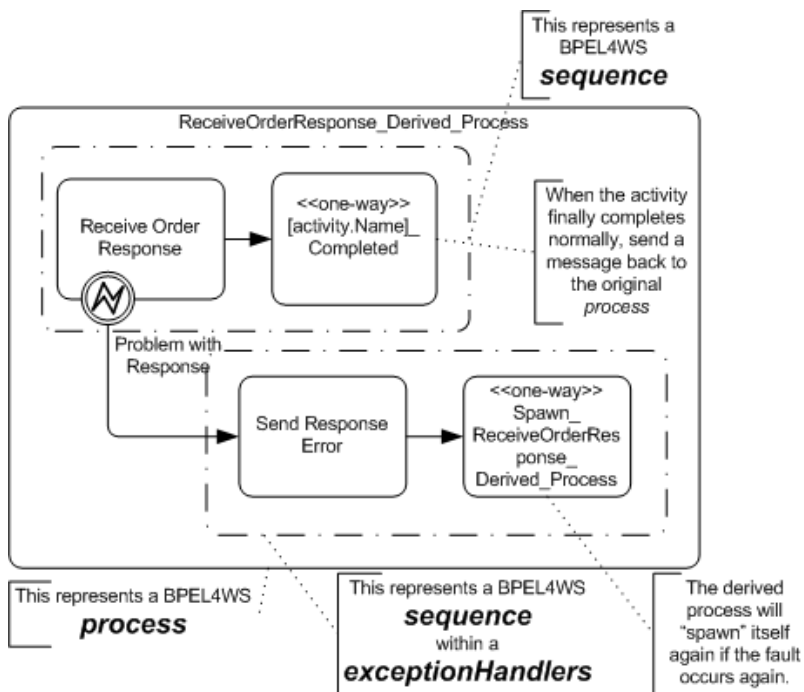 This represents a
BPEL4WS
sequence
ReceiveOrderResponse_Derived_Process
Receive Order
Response
<<one-way>>
[activity.Name]_
Completed
When the activity
finally completes
normally, send a
message back to
the original
process
Problem with
Response
Send Response
Error
<<one-way>>
Spawn_
ReceiveOrderRes
ponse_
Derived_Process
This represents a BPEL4WS
process
This represents a BPEL4WS
sequence
within a
exceptionHandlers
The derived
process will
“spawn” itself
again if the fault
occurs again.